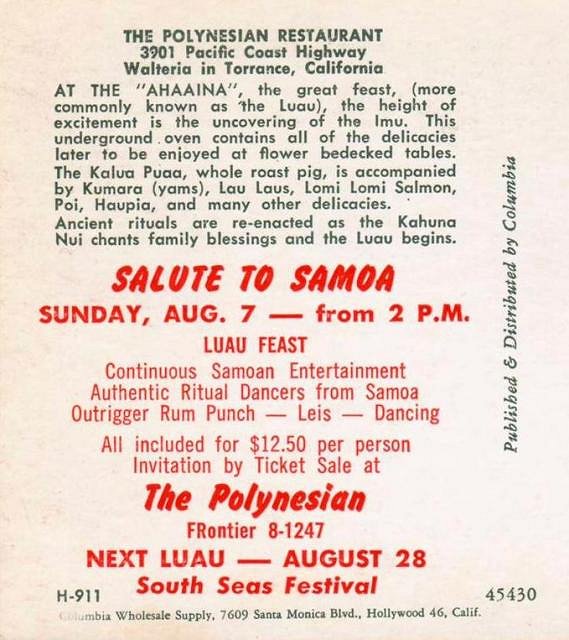 THE POLYNESIAN RESTAURANT
3901 Pacific Coast Highway
Walteria in Torrance, California
AT THE "AHAAINA", the great feast, (more
commonly known as the Luau), the height of
excitement is the uncovering of the Imu. This
underground oven contains all of the delicacies
later to be enjoyed at flower bedecked tables.
The Kalua Puaa, whole roast pig, is accompanied
by Kumara (yams), Lau Laus, Lomi Lomi Salmon,
Poi, Haupia, and many other delicacies.
Ancient rituals are re-enacted as the Kahuna
Nui chants family blessings and the Luau begins.
SALUTE TO SAMOA
SUNDAY, AUG. 7 — from 2 P.M.
LUAU FEAST
Continuous Samoan Entertainment
Authentic Ritual Dancers from Samoa
Outrigger Rum Punch — Leis — Dancing
All included for $12.50 per person
Invitation by Ticket Sale at
The Polynesian
FRontier 8-1247
NEXT LUAU — AUGUST 28
South Seas Festival
H-911
45430
Columbia Wholesale Supply, 7609 Santa Monica Blvd., Hollywood 46, Calif.
Published & Distributed by Columbia